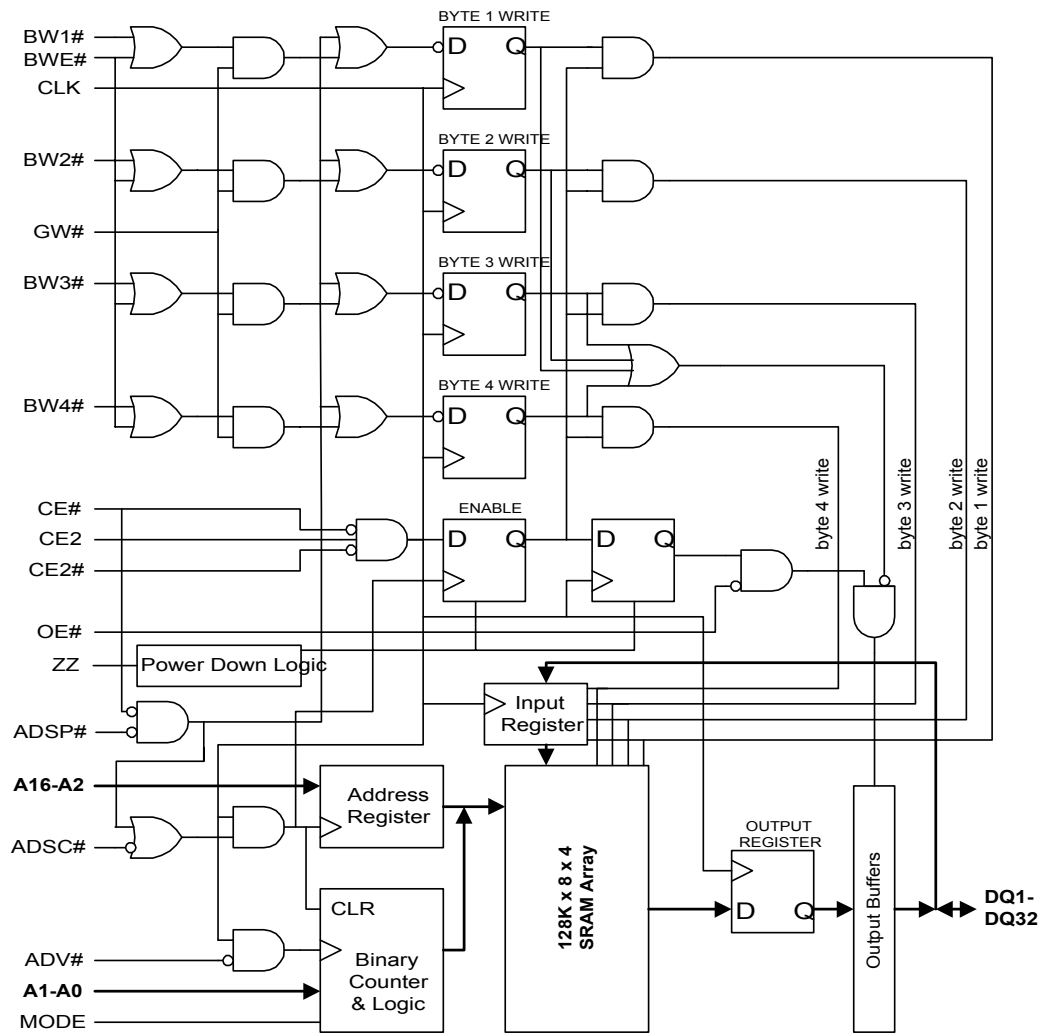 BYTE 1 WRITE
BW1#
BWE#
CLK
D Q
BYTE 2 WRITE
BW2#
D Q
GW#
BYTE 3 WRITE
BW3#
D Q
BYTE 4 WRITE
BW4#
D Q
byte 4 write
byte 3 write
byte 2 write
byte 1 write
CE#
CE2
CE2#
ENABLE
D Q
D Q
OE#
ZZ
Power Down Logic
Input
Register
ADSP#
A16-A2
Address
Register
ADSC#
128K x 8 x 4
SRAM Array
OUTPUT
REGISTER
D Q
Output Buffers
DQ1-
DQ32
CLR
Binary
Counter
& Logic
ADV#
A1-A0
MODE